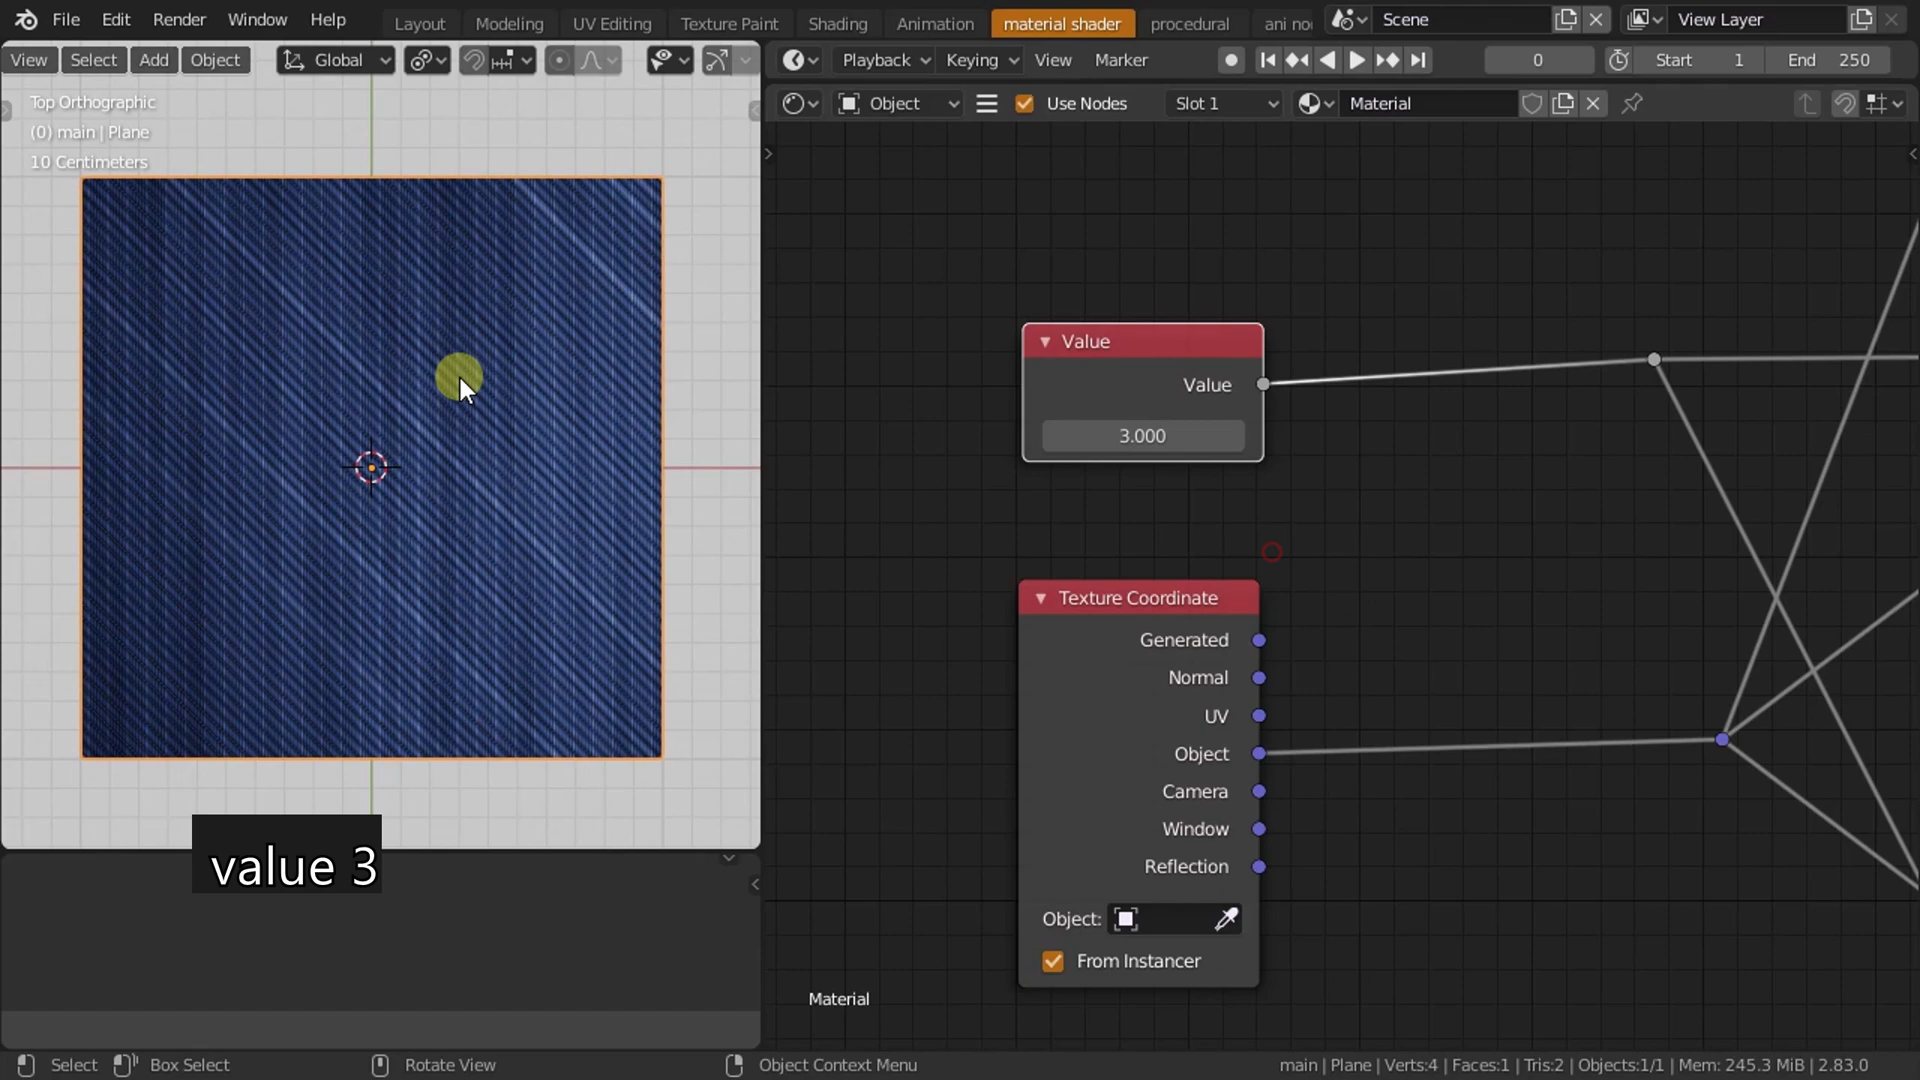 File Edit Render Window Help Layout Modeling UV Editing Texture Paint Shading Animation material shader procedural ani no Scene View Layer
View Select Add Object Global Playback Keying View Marker 0 Start 1 End 250
Object Use Nodes Slot 1 Material
Top Orthographic
(0) main | Plane
10 Centimeters
Value
Value
3.000
Texture Coordinate
Generated
Normal
UV
Object
Camera
Window
Reflection
Object:
From Instancer
value 3
Material
Select Box Select Rotate View Object Context Menu main | Plane | Verts:4 | Faces:1 | Tris:2 | Objects:1/1 | Mem: 245.3 MiB | 2.83.0